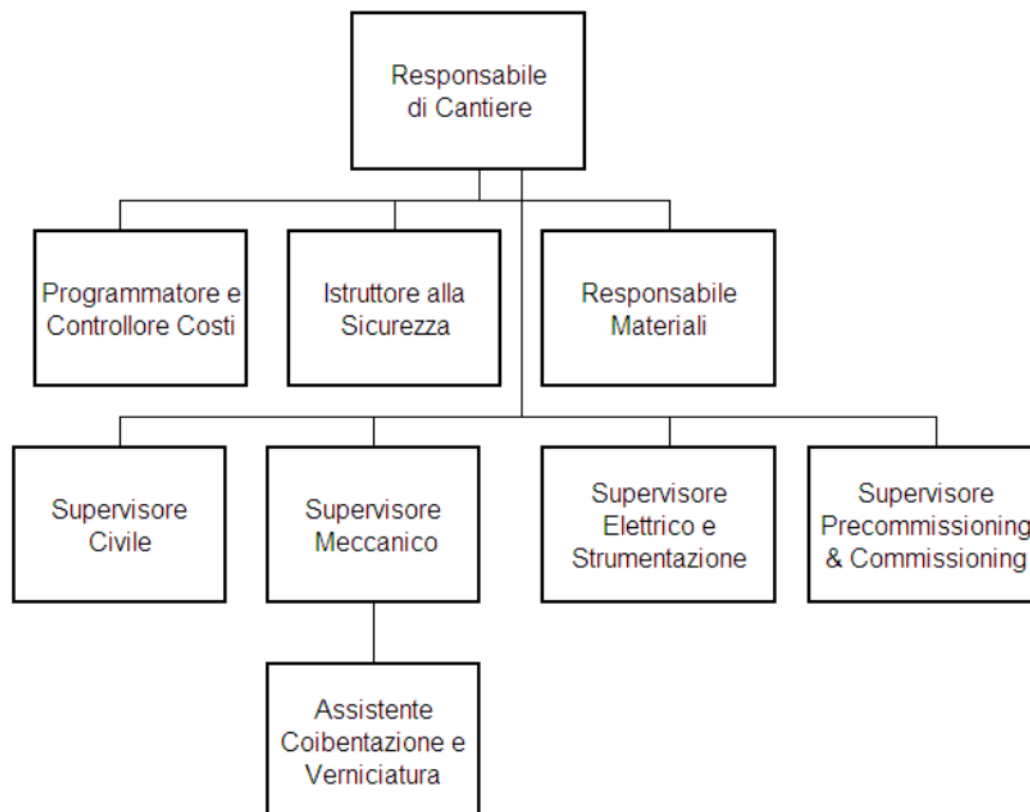 Responsabile
di Cantiere
Programmatore e
Controllore Costi
Istruttore alla
Sicurezza
Responsabile
Materiali
Supervisore
Civile
Supervisore
Meccanico
Supervisore
Elettrico e
Strumentazione
Supervisore
Precommissioning
& Commissioning
Assistente
Coibentazione e
Verniciatura